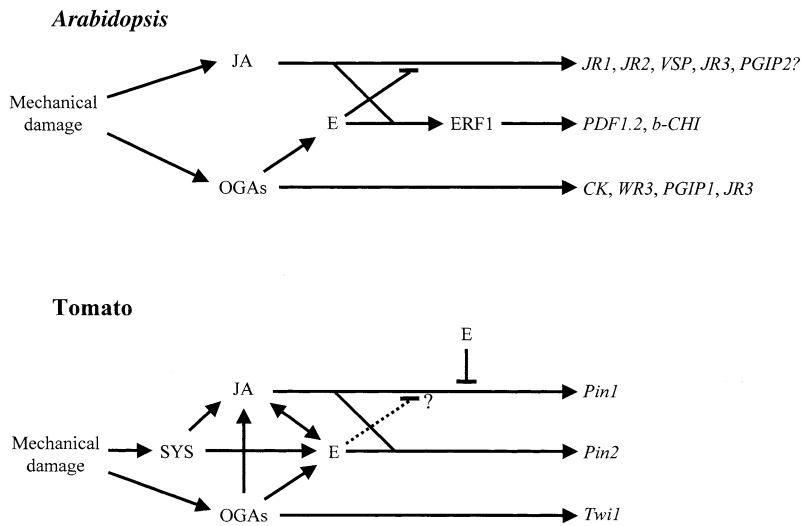 Arabidopsis
JA
JR1, JR2, VSP, JR3, PGIP2?
Mechanical
damage
E
ERF1
PDF1.2, b-CHI
OGAs
CK, WR3, PGIP1, JR3
Tomato
E
JA
?
Pin1
Mechanical
damage
SYS
E
Pin2
OGAs
Twi1